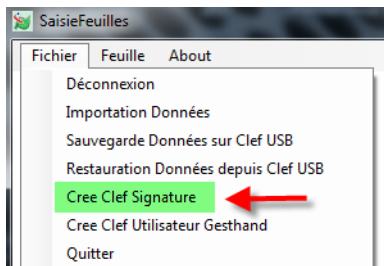 SaisieFeuilles
Fichier Feuille About
Déconnexion
Importation Données
Sauvegarde Données sur Clef USB
Restauration Données depuis Clef USB
Cree Clef Signature
Cree Clef Utilisateur Gesthand
Quitter